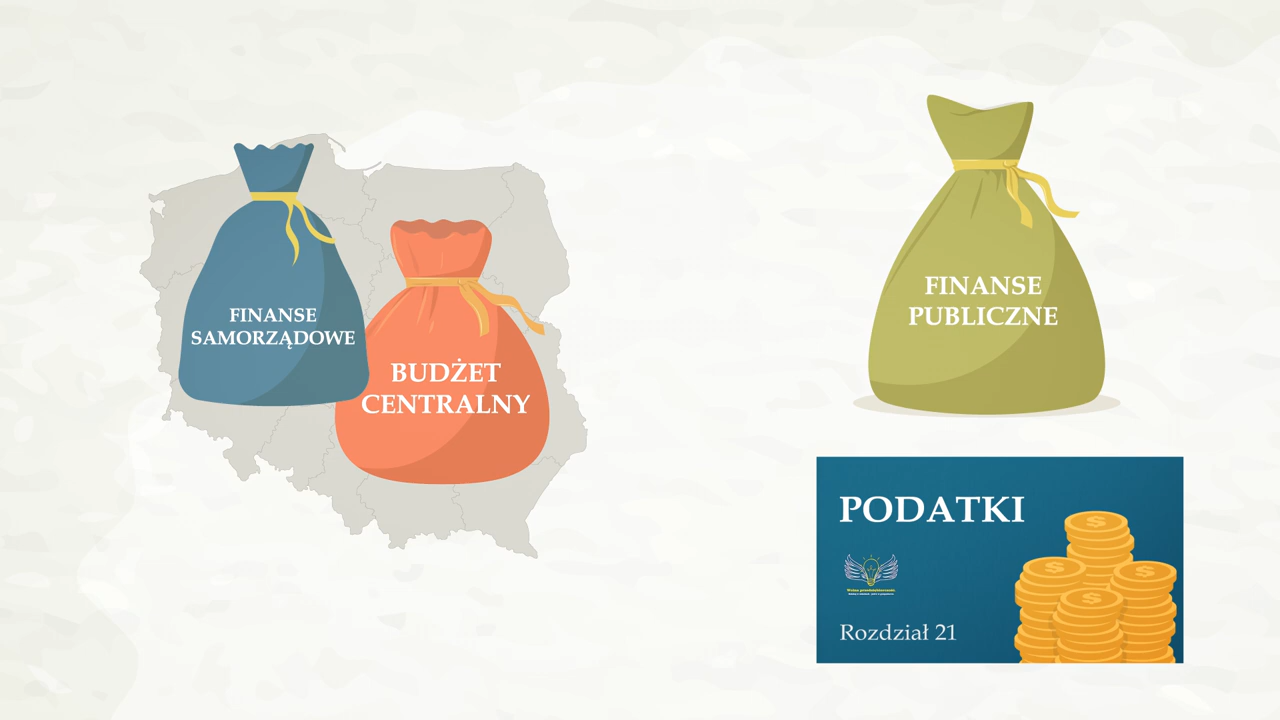 FINANSE
SAMORZĄDOWE
BUDŻET
CENTRALNY
FINANSE
PUBLICZNE
PODATKI
Rozdział 21